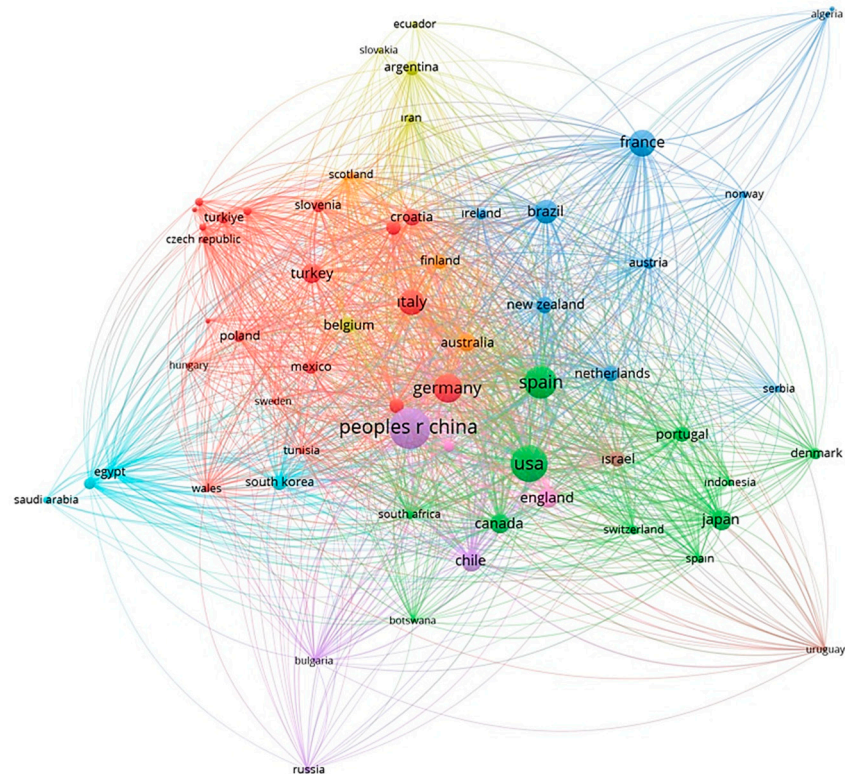 ecuador
algeria
slovakia
argentina
iran
france
scotland
norway
slovenia
croatia
ireland
brazil
turkiye
czech republic
finland
austria
turkey
italy
new zealand
belgium
poland
australia
hungary
mexico
germany
spain
netherlands
serbia
sweden
peoples r china
portugal
tunisia
denmark
usa
israel
egypt
south korea
indonesia
saudi arabia
wales
england
south africa
canada
japan
switzerland
chile
spain
botswana
uruguay
bulgaria
russia